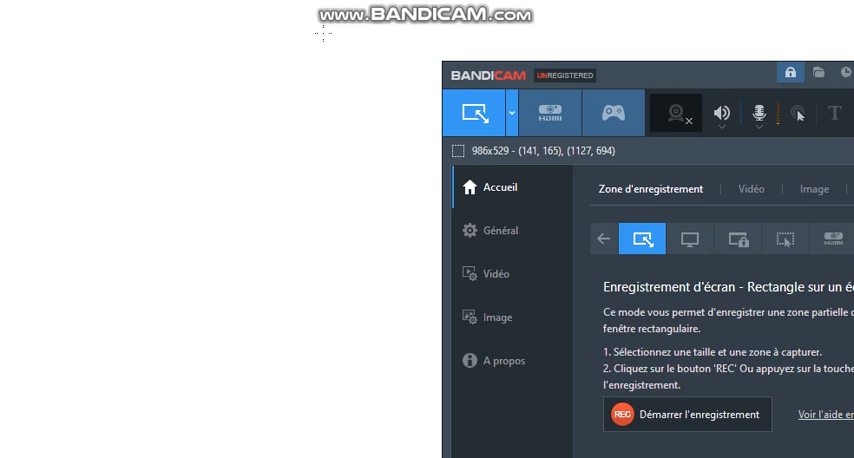 www.BANDICAM.com
BANDICAM UNREGISTERED
HDMI
T
986x529 - (141, 165), (1127, 694)
Accueil
Général
Vidéo
Image
A propos
Zone d'enregistrement | Vidéo | Image |
HDMI
Enregistrement d'écran - Rectangle sur un é
Ce mode vous permet d'enregistrer une zone partielle
fenêtre rectangulaire.
1. Sélectionnez une taille et une zone à capturer.
2. Cliquez sur le bouton 'REC' Ou appuyez sur la touche
l'enregistrement.
REC Démarrer l'enregistrement
Voir l'aide en